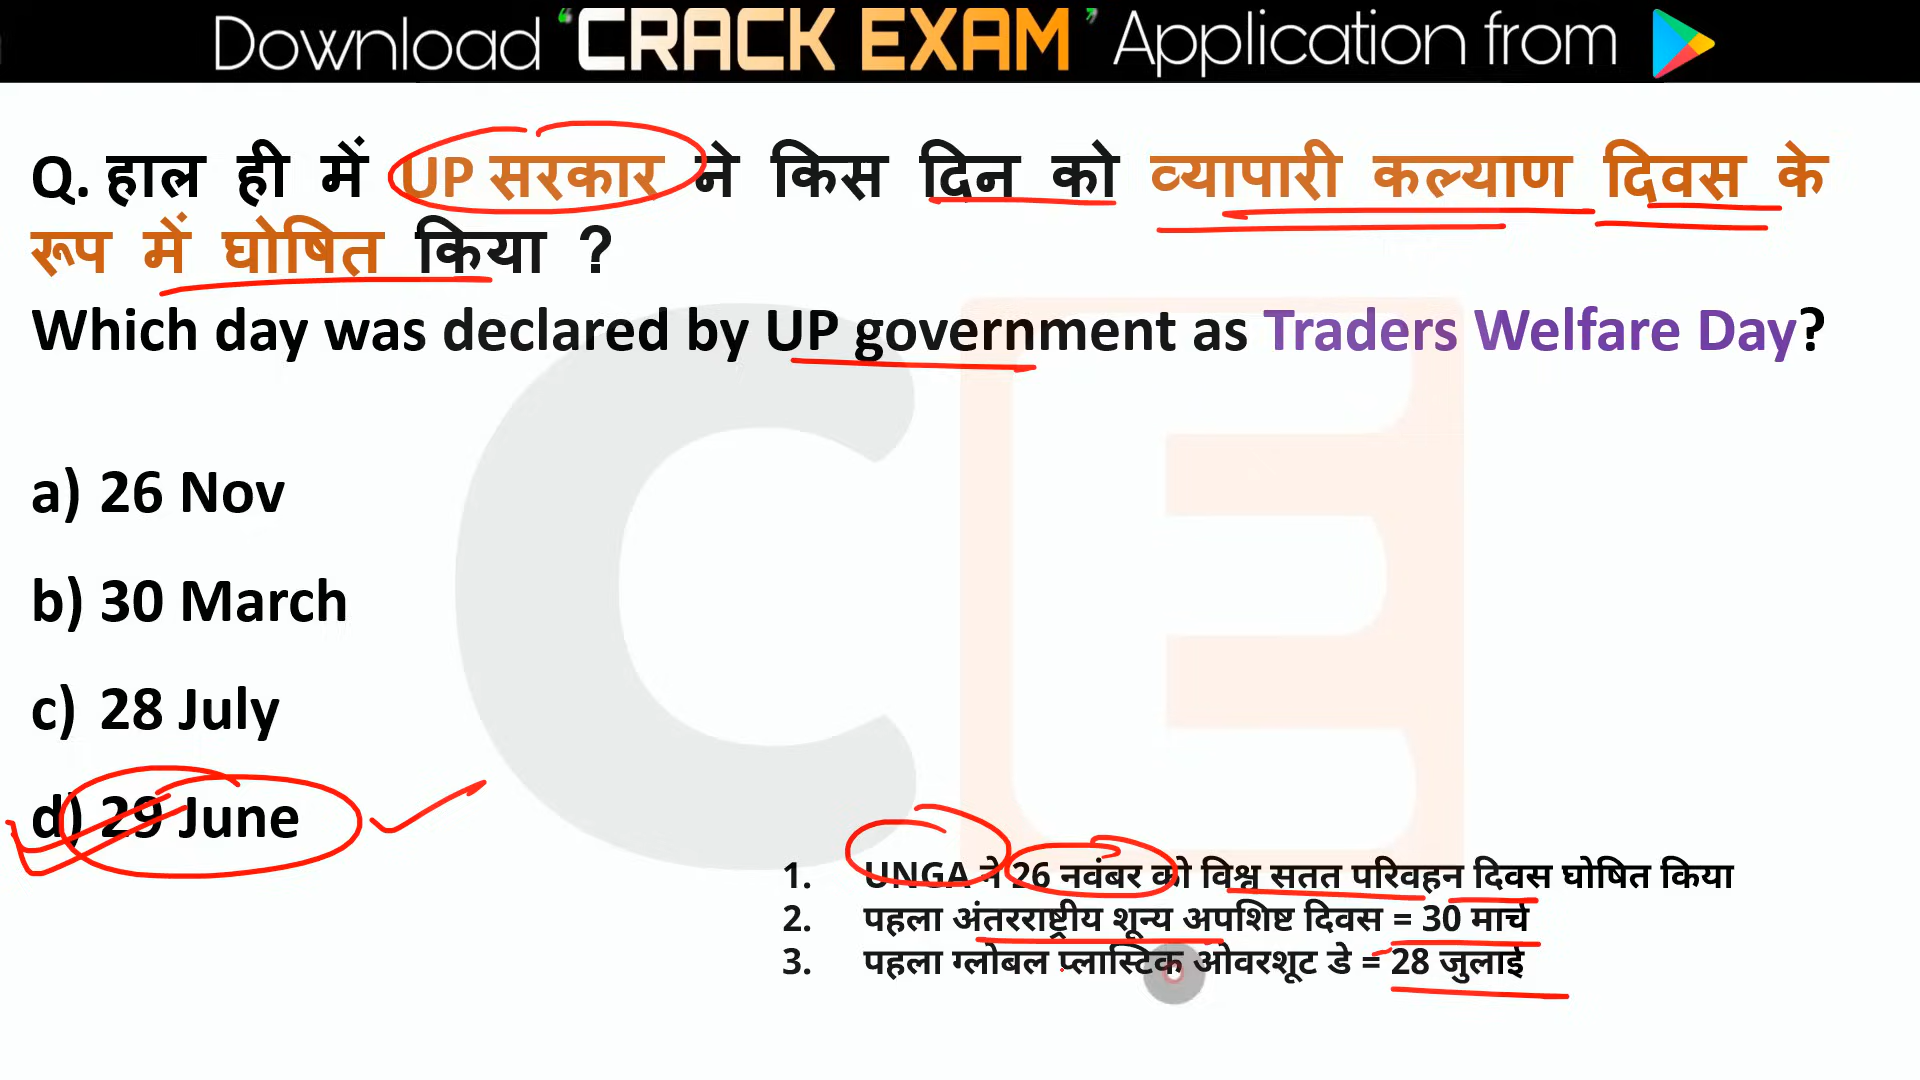 Download ‘CRACK EXAM’ Application from
Q. हाल ही में UP सरकार ने किस दिन को व्यापारी कल्याण दिवस के
रूप में घोषित किया ?
Which day was declared by UP government as Traders Welfare Day?
a) 26 Nov
b) 30 March
c) 28 July
d) 29 June
1. UNGA ने 26 नवंबर को विश्व सतत परिवहन दिवस घोषित किया
2. पहला अंतरराष्ट्रीय शून्य अपशिष्ट दिवस = 30 मार्च
3. पहला ग्लोबल प्लास्टिक ओवरशूट डे = 28 जुलाई
CE